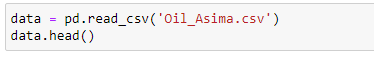 data = pd.read_csv('Oil_Asima.csv')
data.head()